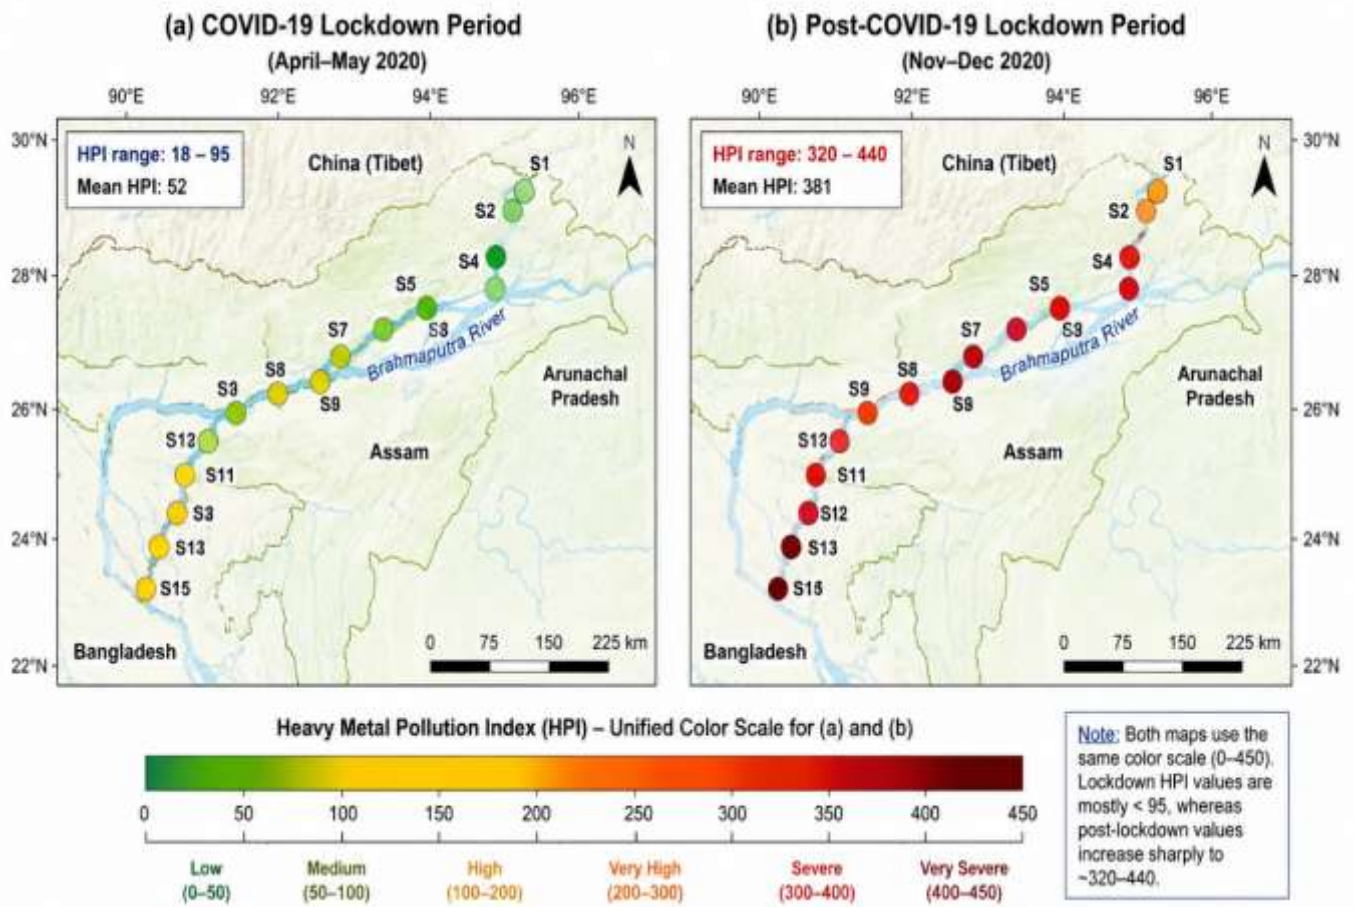 (a) COVID-19 Lockdown Period
(April–May 2020)
90°E 92°E 94°E 96°E
30°N
28°N
26°N
24°N
22°N
HPI range: 18 – 95
Mean HPI: 52
China (Tibet)
N
S1
S2
S4
S5
S3
S7
Brahmaputra River
S8
S9
S3
Arunachal
Pradesh
S12
Assam
S11
S3
S13
S15
Bangladesh
0 75 150 225 km
(b) Post-COVID-19 Lockdown Period
(Nov–Dec 2020)
90°E 92°E 94°E 96°E
30°N
28°N
26°N
24°N
22°N
HPI range: 320 – 440
Mean HPI: 381
China (Tibet)
N
S1
S2
S4
S5
S9
S7
Brahmaputra River
S8
S9
S9
Arunachal
Pradesh
S13
Assam
S11
S12
S13
S15
Bangladesh
0 75 150 225 km
Heavy Metal Pollution Index (HPI) – Unified Color Scale for (a) and (b)
0 50 100 150 200 250 300 350 400 450
Low Medium High Very High Severe Very Severe
(0–50) (50–100) (100–200) (200–300) (300–400) (400–450)
Note: Both maps use the
same color scale (0–450).
Lockdown HPI values are
mostly < 95, whereas
post-lockdown values
increase sharply to
~320–440.